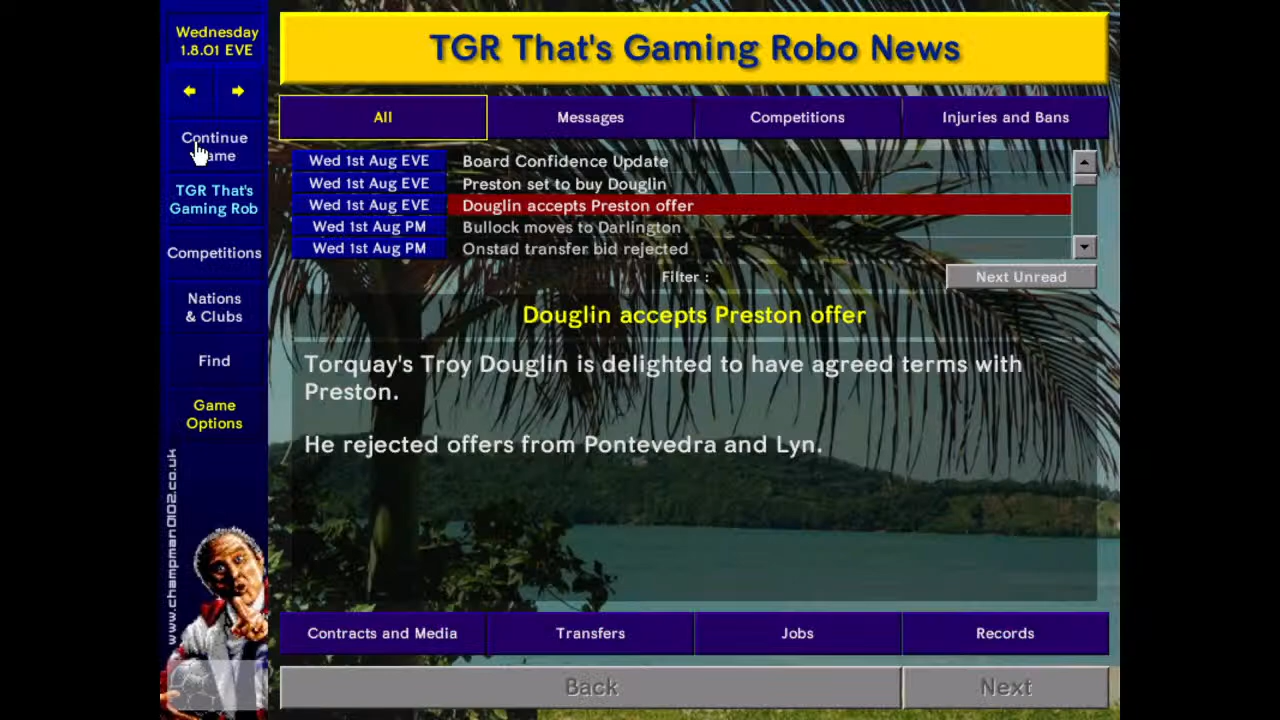 Wednesday
1.8.01 EVE
Continue
ame
TGR That's
Gaming Rob
Competitions
Nations
& Clubs
Find
Game
Options
www.champman0102.co.uk
TGR That's Gaming Robo News
All
Messages
Competitions
Injuries and Bans
Wed 1st Aug EVE Board Confidence Update
Wed 1st Aug EVE Preston set to buy Douglin
Wed 1st Aug EVE Douglin accepts Preston offer
Wed 1st Aug PM Bullock moves to Darlington
Wed 1st Aug PM Onstad transfer bid rejected
Filter :
Next Unread
Douglin accepts Preston offer
Torquay's Troy Douglin is delighted to have agreed terms with
Preston.
He rejected offers from Pontevedra and Lyn.
Contracts and Media
Transfers
Jobs
Records
Back
Next